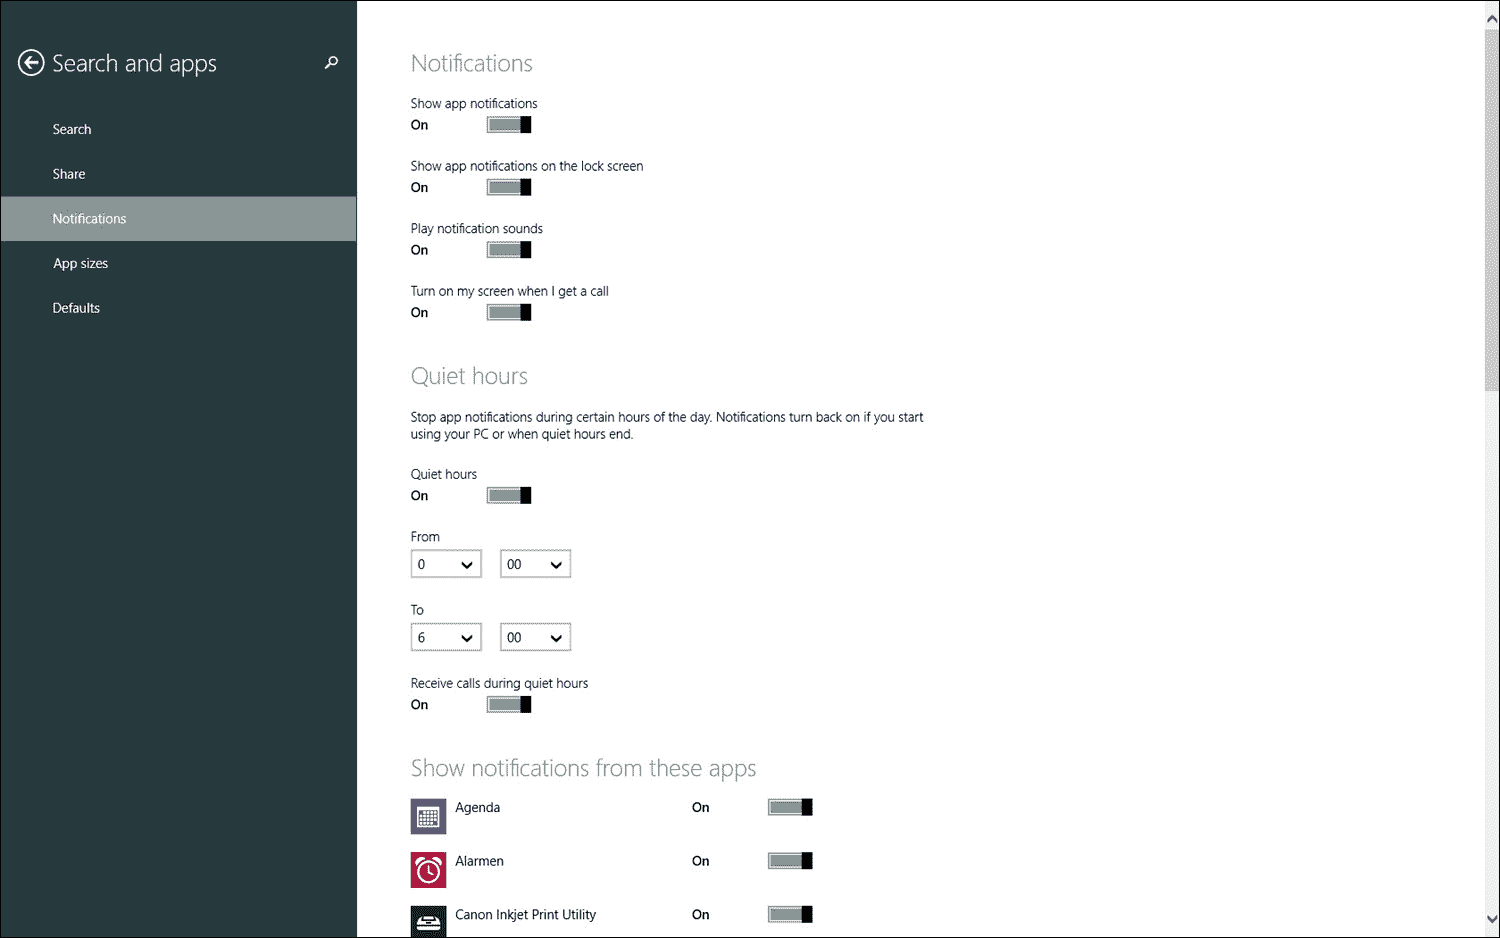 Search and apps
Search
Share
Notifications
App sizes
Defaults
Notifications
Show app notifications
On
Show app notifications on the lock screen
On
Play notification sounds
On
Turn on my screen when I get a call
On
Quiet hours
Stop app notifications during certain hours of the day. Notifications turn back on if you start
using your PC or when quiet hours end.
Quiet hours
On
From
0 00
To
6 00
Receive calls during quiet hours
On
Show notifications from these apps
Agenda On
Alarmen On
Canon Inkjet Print Utility On